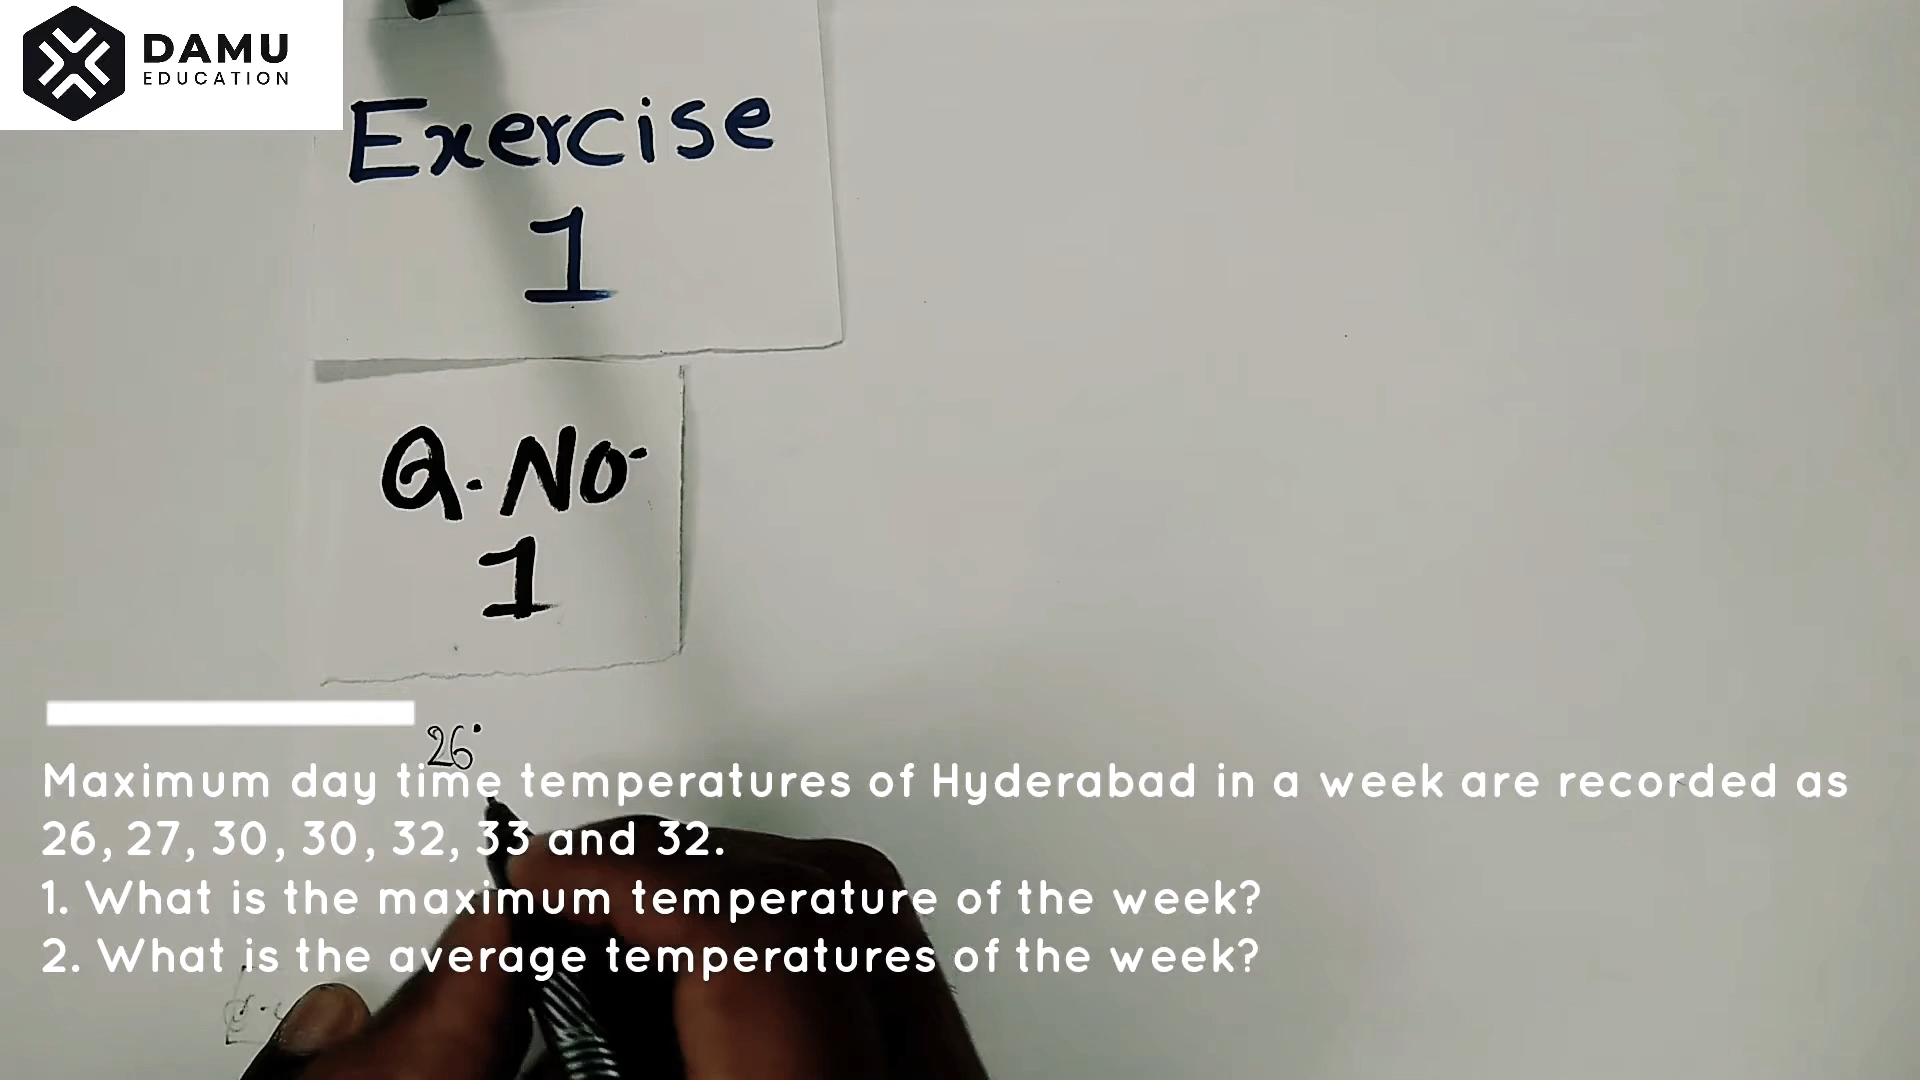 DAMU
EDUCATION
Exercise
1
Q. No.
1
26°
Maximum day time temperatures of Hyderabad in a week are recorded as
26, 27, 30, 30, 32, 33 and 32.
1. What is the maximum temperature of the week?
2. What is the average temperatures of the week?